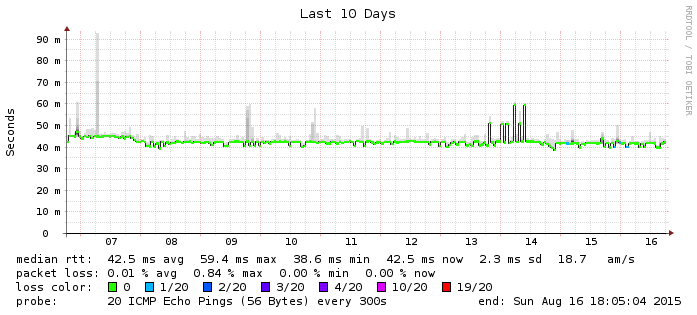 Last 10 Days
RRDTOOL / TOBI OETIKER
Seconds
90 m
80 m
70 m
60 m
50 m
40 m
30 m
20 m
10 m
0
07 08 09 10 11 12 13 14 15 16
median rtt: 42.5 ms avg 59.4 ms max 38.6 ms min 42.5 ms now 2.3 ms sd 18.7 am/s
packet loss: 0.01 % avg 0.84 % max 0.00 % min 0.00 % now
loss color: 0 1/20 2/20 3/20 4/20 10/20 19/20
probe: 20 ICMP Echo Pings (56 Bytes) every 300s end: Sun Aug 16 18:05:04 2015